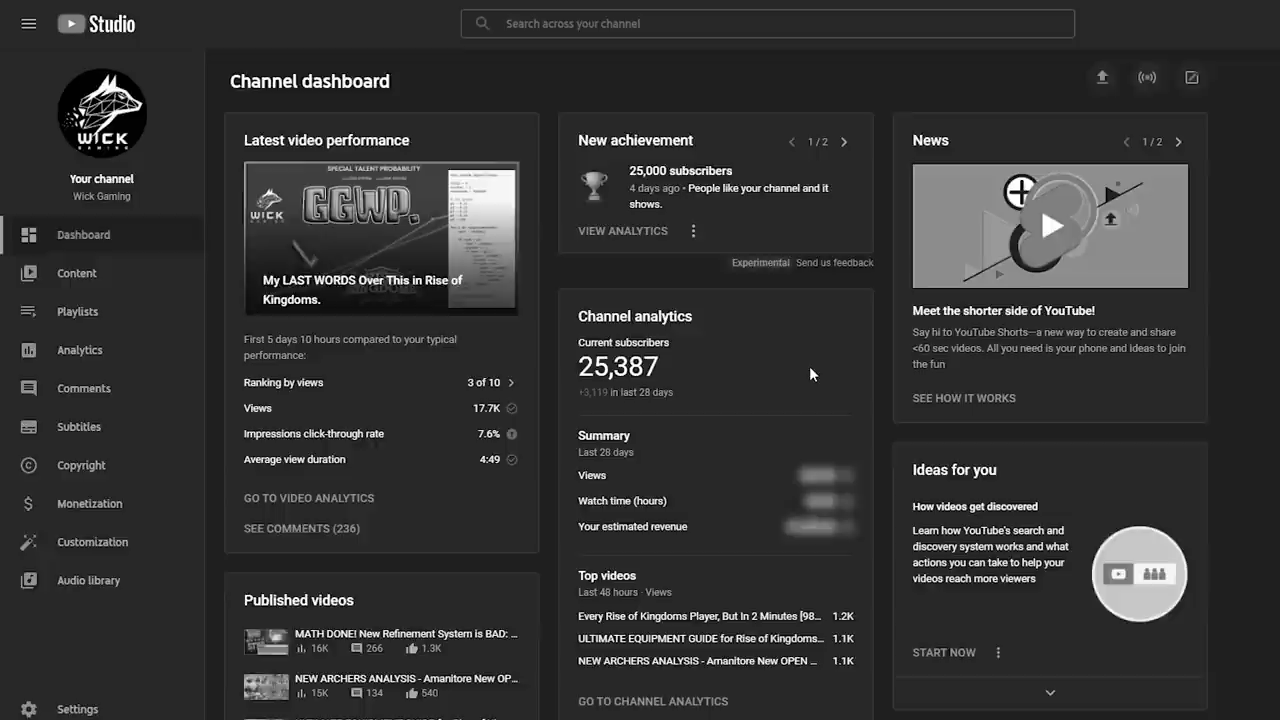 Studio
Search across your channel
WICK
GAMING
Your channel
Wick Gaming
Dashboard
Content
Playlists
Analytics
Comments
Subtitles
Copyright
Monetization
Customization
Audio library
Settings
Channel dashboard
Latest video performance
SPECIAL TALENT PROBABILITY
WICK
GGWP.
My LAST WORDS Over This in Rise of
Kingdoms.
First 5 days 10 hours compared to your typical
performance:
Ranking by views 3 of 10
Views 17.7K
Impressions click-through rate 7.6%
Average view duration 4:49
GO TO VIDEO ANALYTICS
SEE COMMENTS (236)
Published videos
MATH DONE! New Refinement System is BAD: ...
16K 266 1.3K
NEW ARCHERS ANALYSIS - Amanitore New OP...
15K 134 540
New achievement 1 / 2
25,000 subscribers
4 days ago • People like your channel and it
shows.
VIEW ANALYTICS
Experimental Send us feedback
Channel analytics
Current subscribers
25,387
+3,119 in last 28 days
Summary
Last 28 days
Views
Watch time (hours)
Your estimated revenue
Top videos
Last 48 hours · Views
Every Rise of Kingdoms Player, But In 2 Minutes [98... 1.2K
ULTIMATE EQUIPMENT GUIDE for Rise of Kingdoms... 1.1K
NEW ARCHERS ANALYSIS - Amanitore New OPEN ... 1.1K
GO TO CHANNEL ANALYTICS
News 1 / 2
Meet the shorter side of YouTube!
Say hi to YouTube Shorts—a new way to create and share
<60 sec videos. All you need is your phone and ideas to join
the fun
SEE HOW IT WORKS
Ideas for you
How videos get discovered
Learn how YouTube's search and
discovery system works and what
actions you can take to help your
videos reach more viewers
START NOW